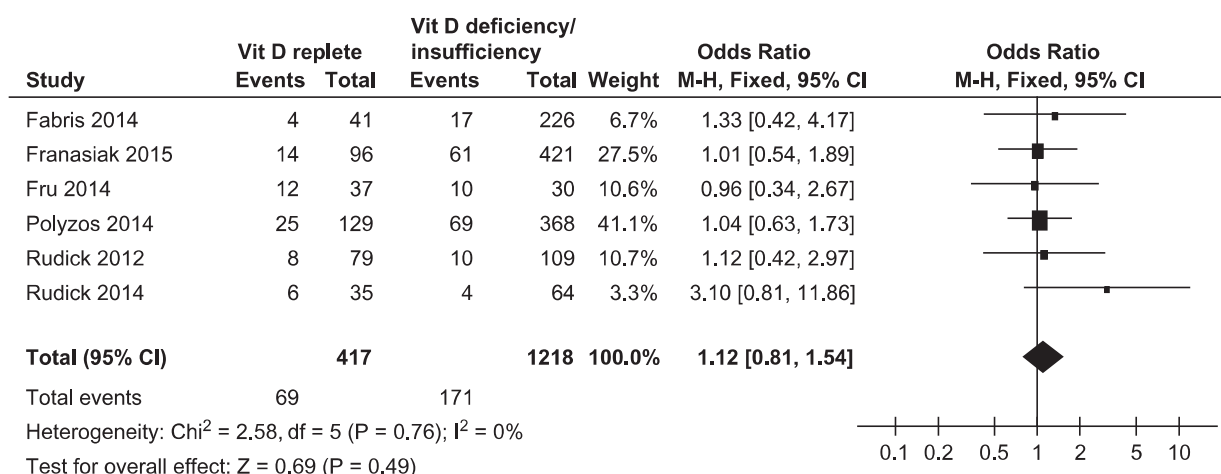 Vit D replete Vit D deficiency/ insufficiency Odds Ratio Odds Ratio
Study Events Total Events Total Weight M-H, Fixed, 95% CI M-H, Fixed, 95% CI
Fabris 2014 4 41 17 226 6.7% 1.33 [0.42, 4.17]
Franasiak 2015 14 96 61 421 27.5% 1.01 [0.54, 1.89]
Fru 2014 12 37 10 30 10.6% 0.96 [0.34, 2.67]
Polyzos 2014 25 129 69 368 41.1% 1.04 [0.63, 1.73]
Rudick 2012 8 79 10 109 10.7% 1.12 [0.42, 2.97]
Rudick 2014 6 35 4 64 3.3% 3.10 [0.81, 11.86]
Total (95% CI) 417 1218 100.0% 1.12 [0.81, 1.54]
Total events 69 171
Heterogeneity: Chi² = 2.58, df = 5 (P = 0.76); I² = 0%
Test for overall effect: Z = 0.69 (P = 0.49)
0.1 0.2 0.5 1 2 5 10